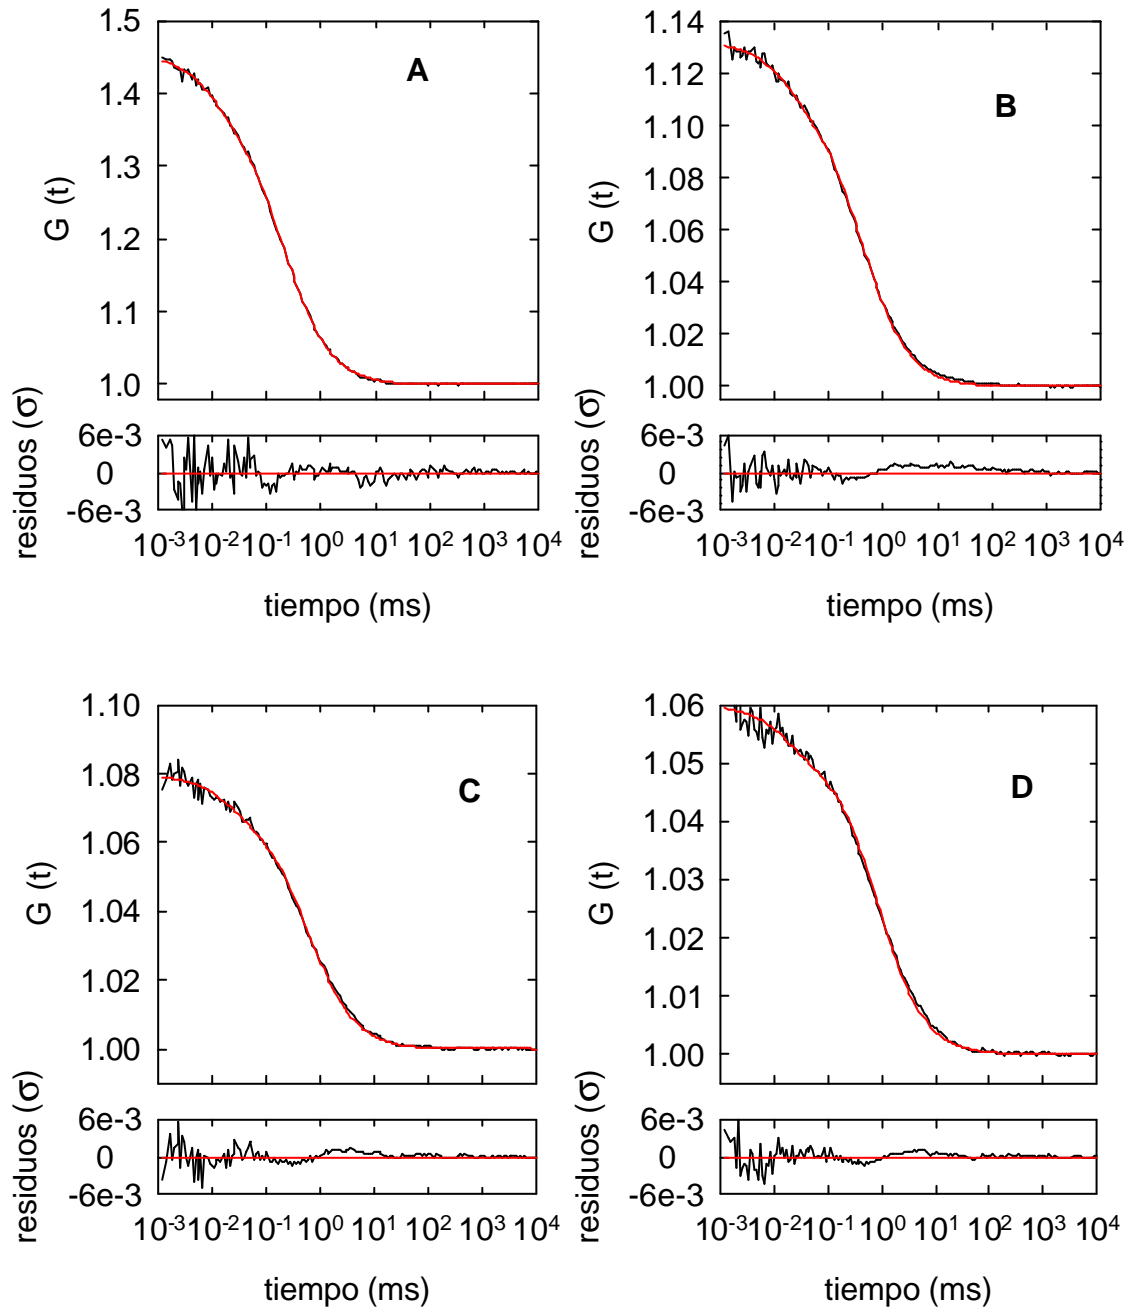 A
1.5
1.4
1.3
1.2
1.1
1.0
G (t)
6e-3
0
-6e-3
residuos (σ)
10-3 10-2 10-1 100 101 102 103 104
tiempo (ms)
B
1.14
1.12
1.10
1.08
1.06
1.04
1.02
1.00
G (t)
6e-3
0
-6e-3
residuos (σ)
10-3 10-2 10-1 100 101 102 103 104
tiempo (ms)
C
1.10
1.08
1.06
1.04
1.02
1.00
G (t)
6e-3
0
-6e-3
residuos (σ)
10-3 10-2 10-1 100 101 102 103 104
tiempo (ms)
D
1.06
1.05
1.04
1.03
1.02
1.01
1.00
G (t)
6e-3
0
-6e-3
residuos (σ)
10-3 10-2 10-1 100 101 102 103 104
tiempo (ms)